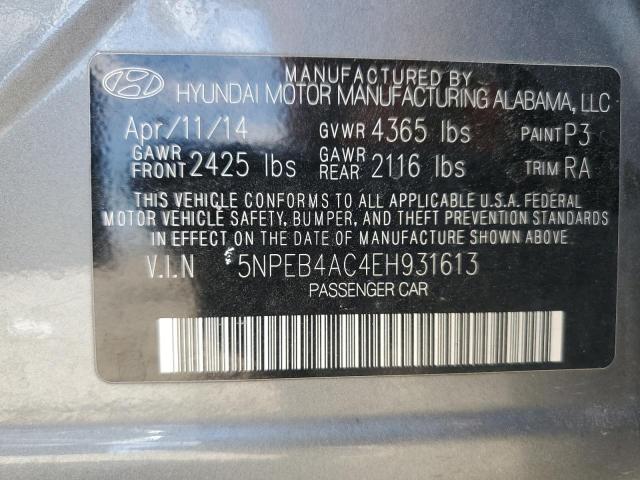 MANUFACTURED BY
HYUNDAI MOTOR MANUFACTURING ALABAMA, LLC
Apr/11/14 GVWR 4365 lbs PAINT P3
GAWR FRONT 2425 lbs GAWR REAR 2116 lbs TRIM RA
THIS VEHICLE CONFORMS TO ALL APPLICABLE U.S.A. FEDERAL
MOTOR VEHICLE SAFETY, BUMPER, AND THEFT PREVENTION STANDARDS
IN EFFECT ON THE DATE OF MANUFACTURE SHOWN ABOVE.
V.I.N 5NPEB4AC4EH931613
PASSENGER CAR